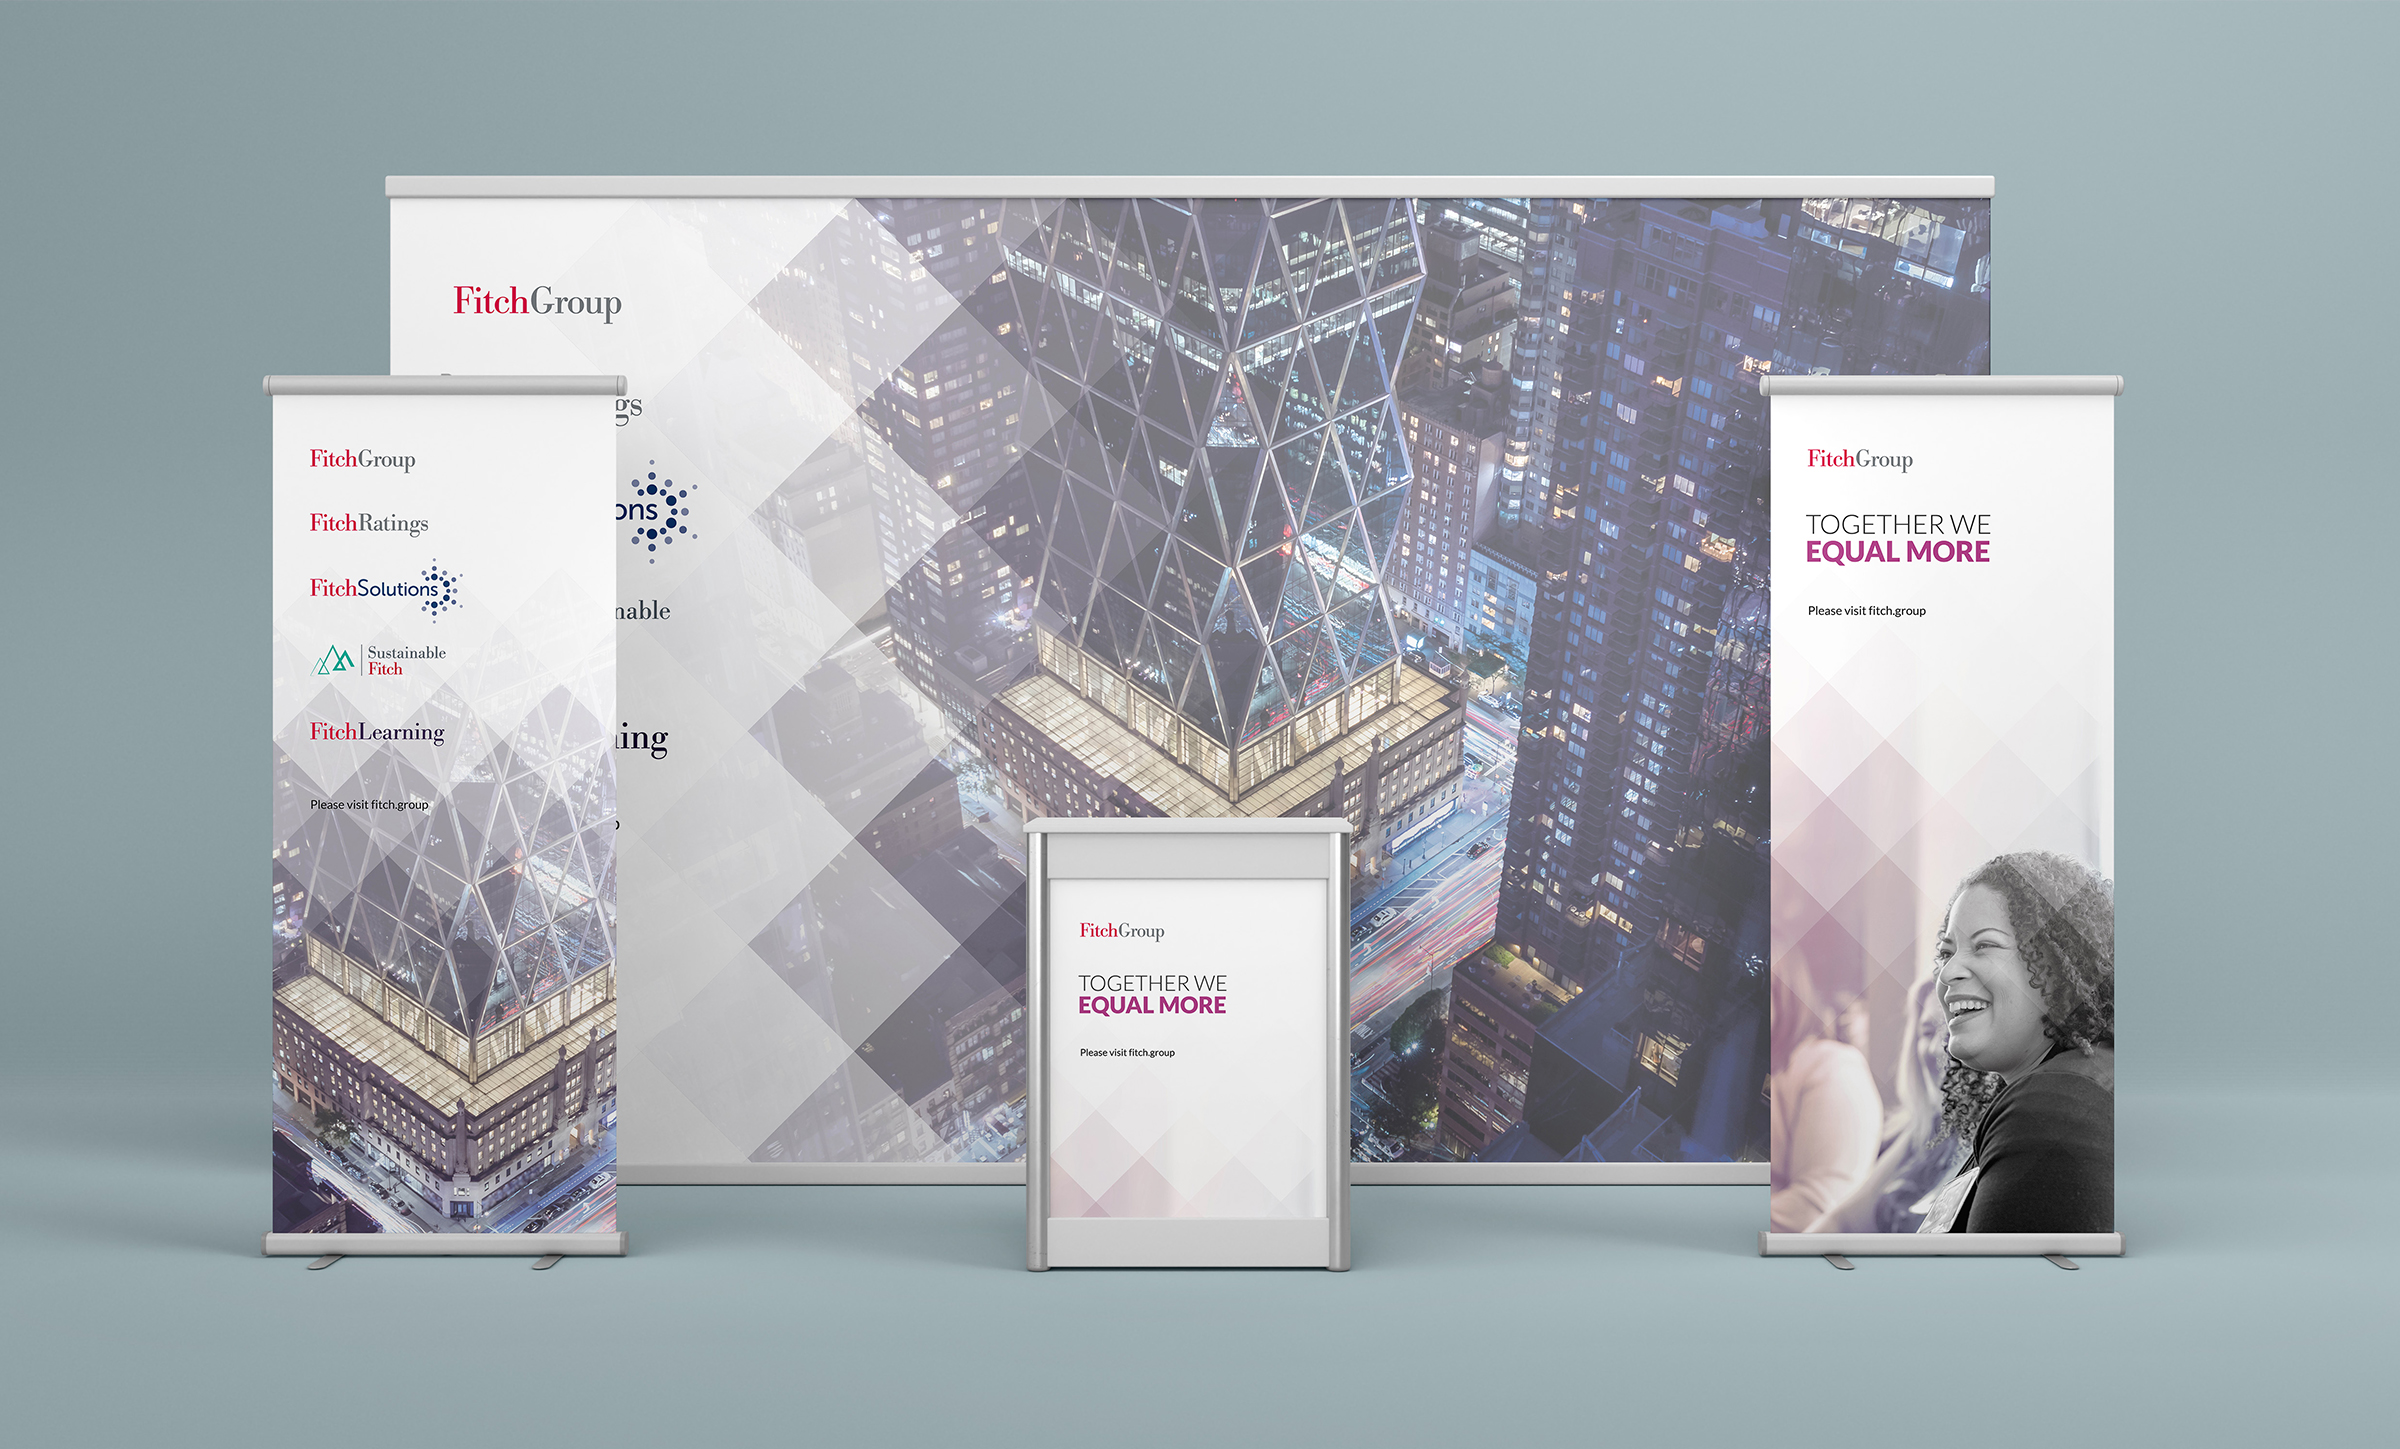 FitchGroup
gs
ons
nable
ing
FitchGroup
FitchRatings
FitchSolutions
Sustainable
Fitch
FitchLearning
Please visit fitch.group
FitchGroup
TOGETHER WE
EQUAL MORE
Please visit fitch.group
FitchGroup
TOGETHER WE
EQUAL MORE
Please visit fitch.group